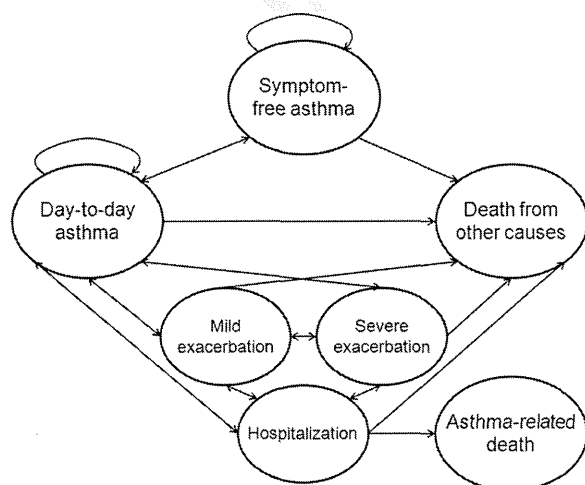 Symptom-
free asthma
Day-to-day
asthma
Death from
other causes
Mild
exacerbation
Severe
exacerbation
Hospitalization
Asthma-related
death